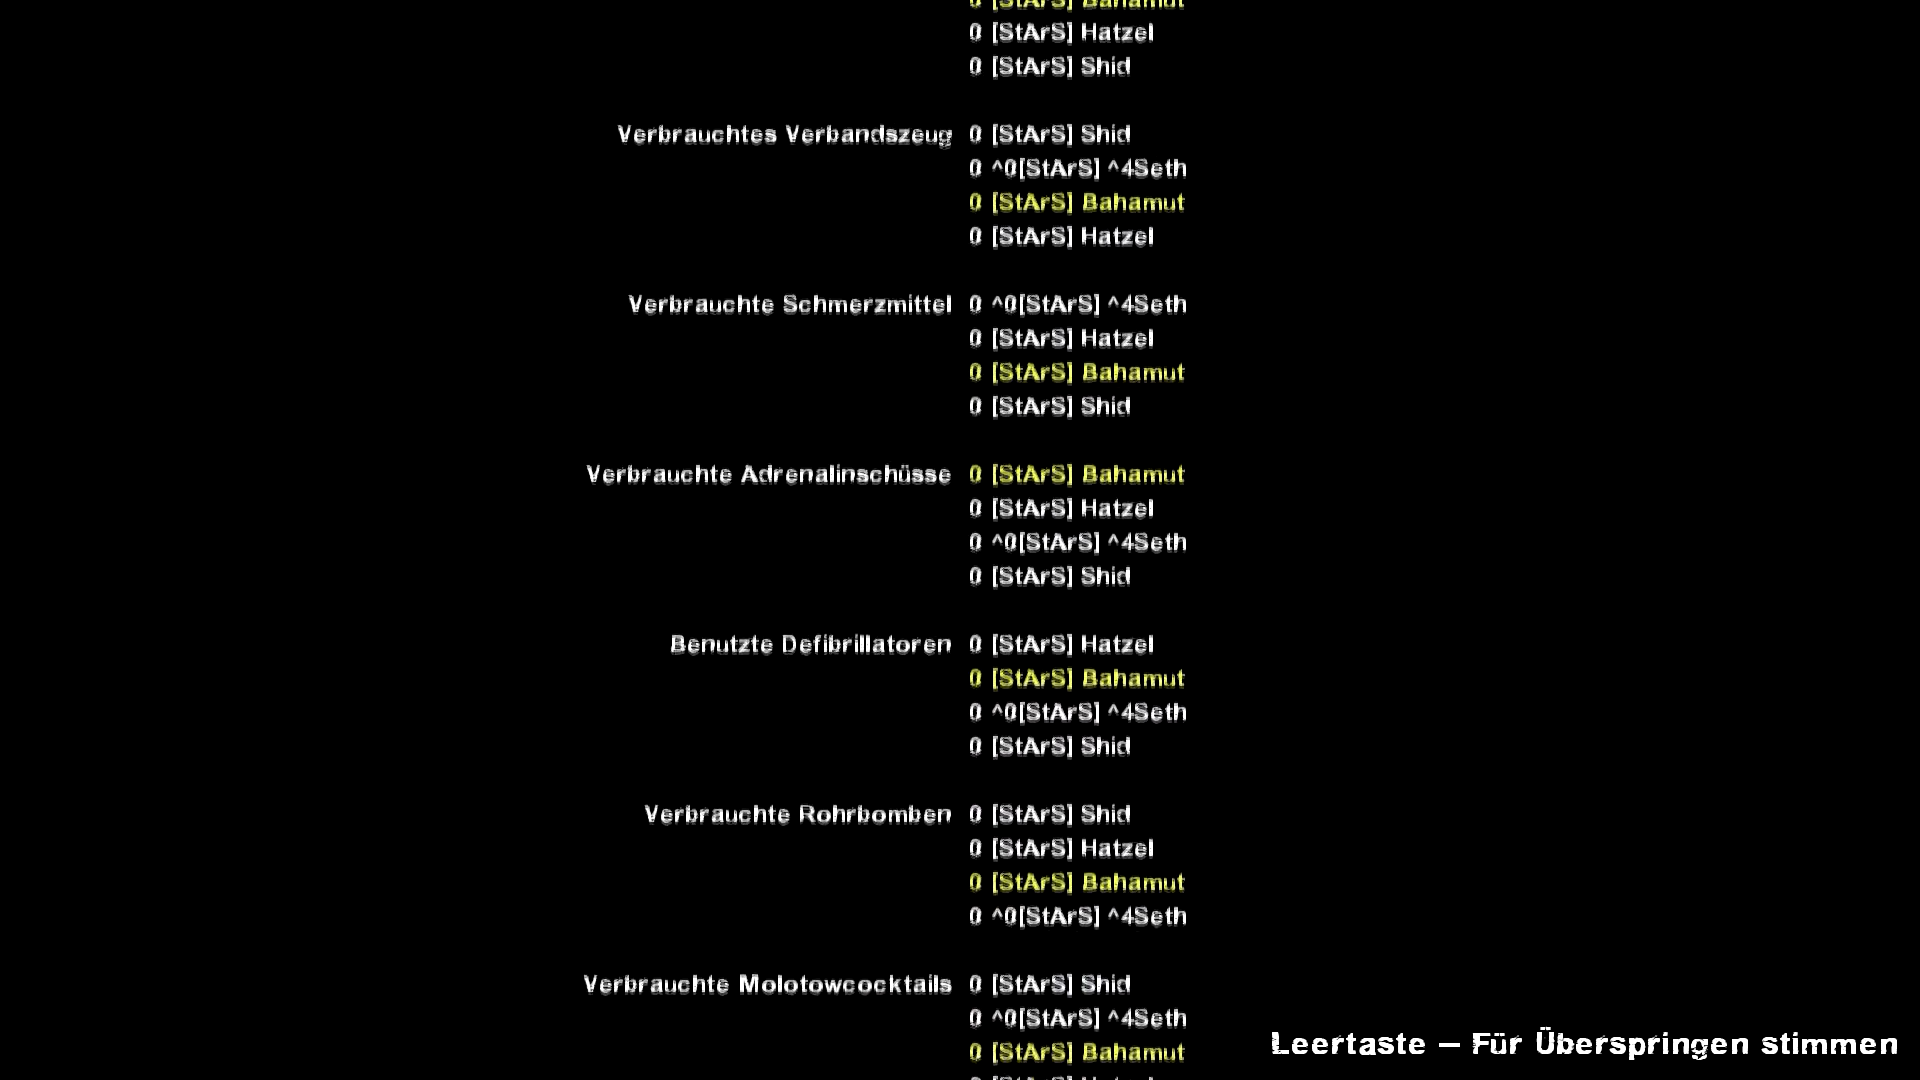 0 [StArS] Bahamut
0 [StArS] Hatzel
0 [StArS] Shid
Verbrauchtes Verbandszeug 0 [StArS] Shid
0 ^0[StArS] ^4Seth
0 [StArS] Bahamut
0 [StArS] Hatzel
Verbrauchte Schmerzmittel 0 ^0[StArS] ^4Seth
0 [StArS] Hatzel
0 [StArS] Bahamut
0 [StArS] Shid
Verbrauchte Adrenalinschüsse 0 [StArS] Bahamut
0 [StArS] Hatzel
0 ^0[StArS] ^4Seth
0 [StArS] Shid
Benutzte Defibrillatoren 0 [StArS] Hatzel
0 [StArS] Bahamut
0 ^0[StArS] ^4Seth
0 [StArS] Shid
Verbrauchte Rohrbomben 0 [StArS] Shid
0 [StArS] Hatzel
0 [StArS] Bahamut
0 ^0[StArS] ^4Seth
Verbrauchte Molotowcocktails 0 [StArS] Shid
0 ^0[StArS] ^4Seth
0 [StArS] Bahamut
Leertaste – Für Überspringen stimmen